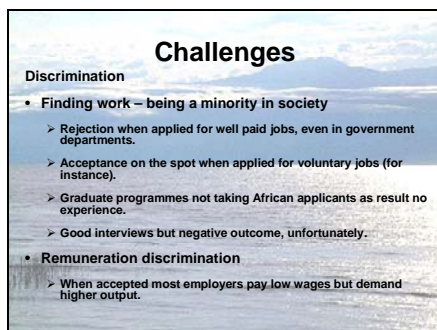 Challenges
Discrimination
• Finding work – being a minority in society
➢ Rejection when applied for well paid jobs, even in government
departments.
➢ Acceptance on the spot when applied for voluntary jobs (for
instance).
➢ Graduate programmes not taking African applicants as result no
experience.
➢ Good interviews but negative outcome, unfortunately.
• Remuneration discrimination
➢ When accepted most employers pay low wages but demand
higher output.